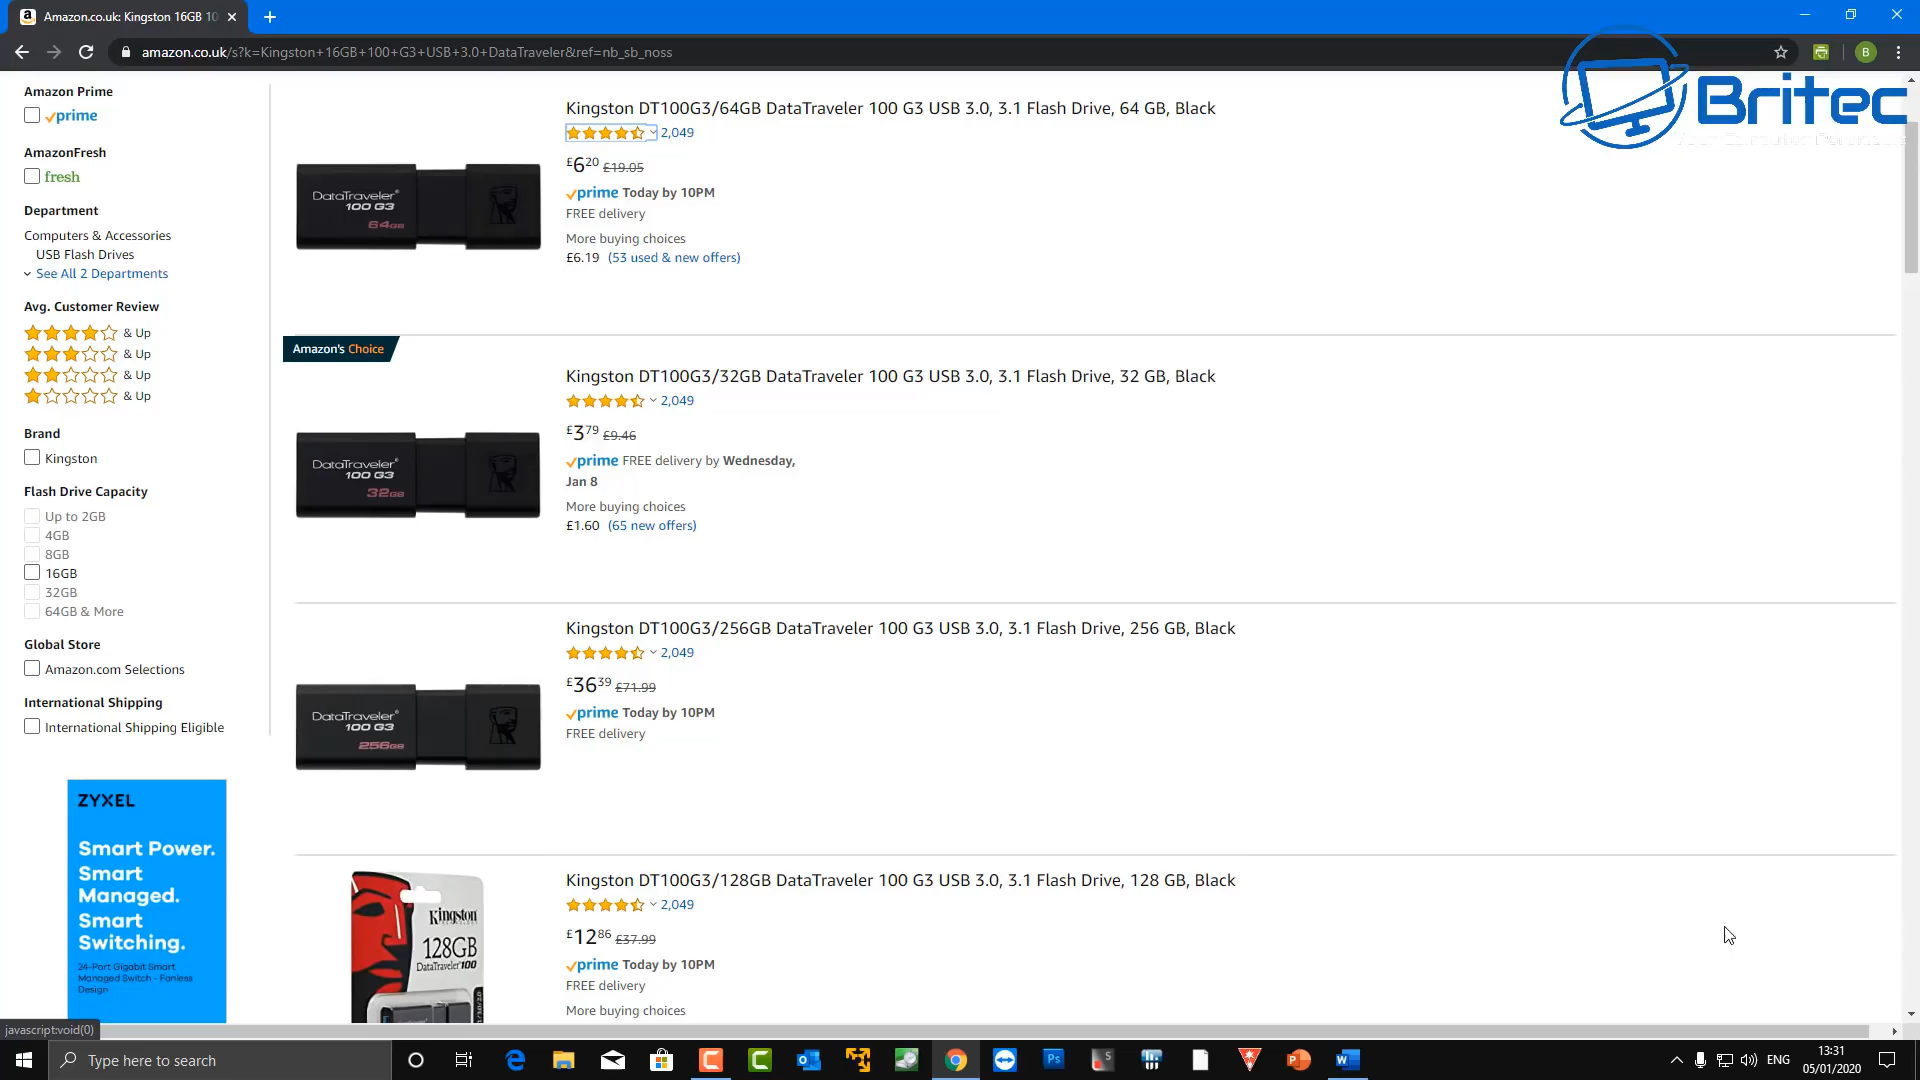 Amazon.co.uk: Kingston 16GB 10
amazon.co.uk/s?k=Kingston+16GB+100+G3+USB+3.0+DataTraveler&ref=nb_sb_noss
B
Britec
Amazon Prime
prime
AmazonFresh
fresh
Department
Computers & Accessories
USB Flash Drives
See All 2 Departments
Avg. Customer Review
& Up
& Up
& Up
& Up
Brand
Kingston
Flash Drive Capacity
Up to 2GB
4GB
8GB
16GB
32GB
64GB & More
Global Store
Amazon.com Selections
International Shipping
International Shipping Eligible
ZYXEL
Smart Power.
Smart
Managed.
Smart
Switching.
24-Port Gigabit Smart
Managed Switch - Fanless
Design
DataTraveler®
100 G3
64GB
Kingston DT100G3/64GB DataTraveler 100 G3 USB 3.0, 3.1 Flash Drive, 64 GB, Black
2,049
£6.20 £19.05
prime Today by 10PM
FREE delivery
More buying choices
£6.19 (53 used & new offers)
Amazon's Choice
DataTraveler®
100 G3
32GB
Kingston DT100G3/32GB DataTraveler 100 G3 USB 3.0, 3.1 Flash Drive, 32 GB, Black
2,049
£3.79 £9.46
prime FREE delivery by Wednesday,
Jan 8
More buying choices
£1.60 (65 new offers)
DataTraveler®
100 G3
256GB
Kingston DT100G3/256GB DataTraveler 100 G3 USB 3.0, 3.1 Flash Drive, 256 GB, Black
2,049
£36.39 £71.99
prime Today by 10PM
FREE delivery
Kingston
128GB
DataTraveler®100
Kingston DT100G3/128GB DataTraveler 100 G3 USB 3.0, 3.1 Flash Drive, 128 GB, Black
2,049
£12.86 £37.99
prime Today by 10PM
FREE delivery
More buying choices
javascript:void(0)
Type here to search
ENG
13:31
05/01/2020